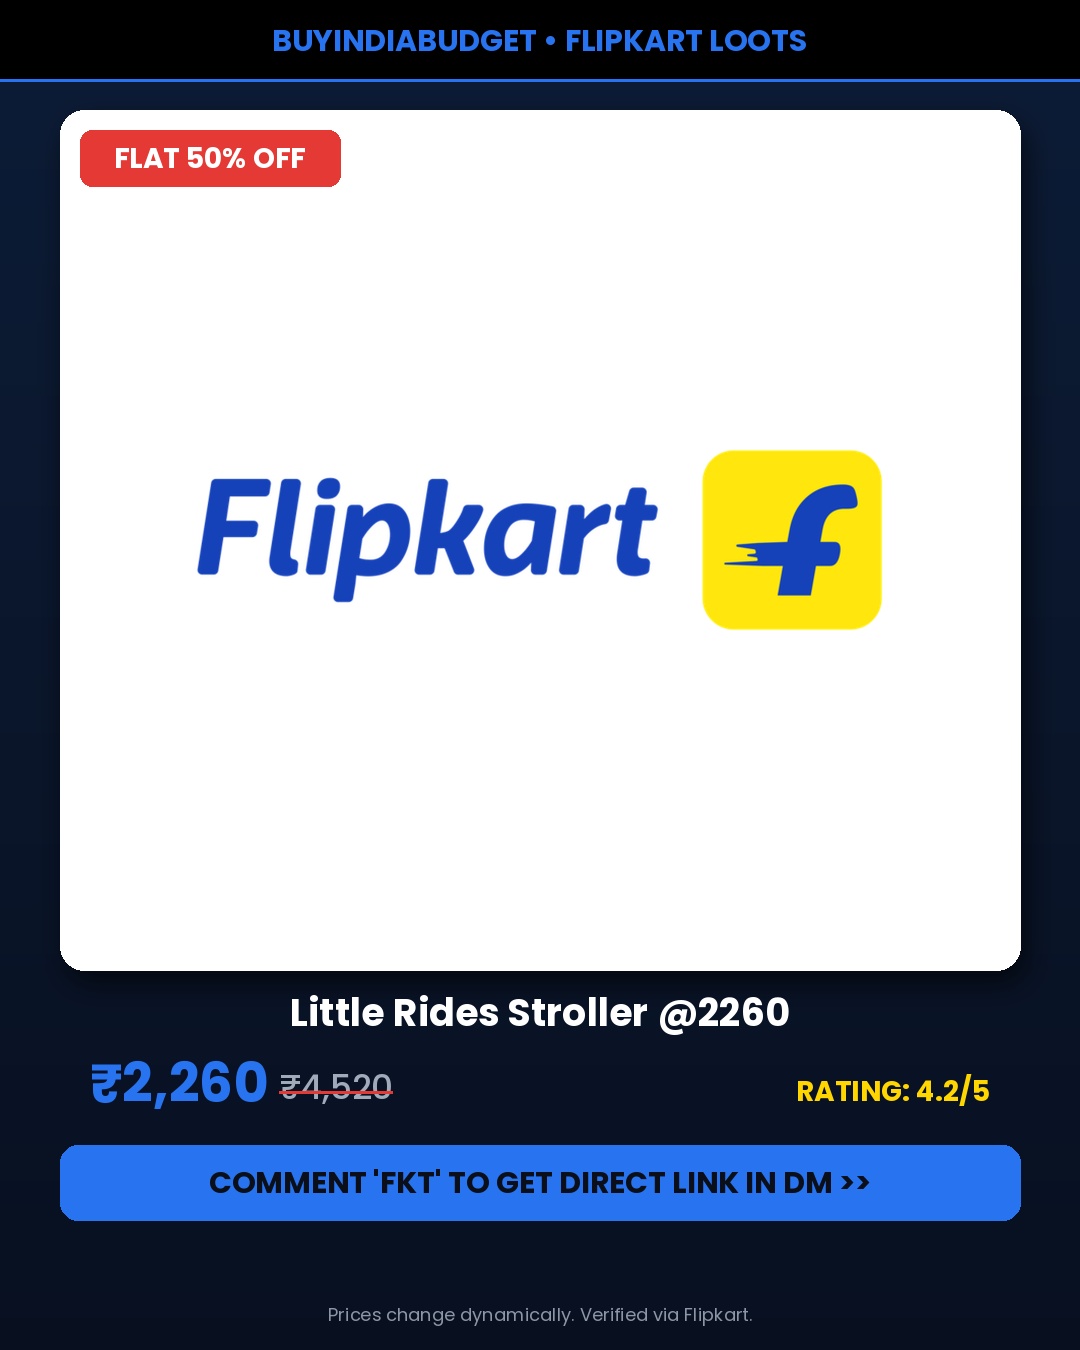 BUYINDIABUDGET • FLIPKART LOOTS
FLAT 50% OFF
Flipkart f
Little Rides Stroller @2260
₹2,260 ₹4,520 RATING: 4.2/5
COMMENT 'FKT' TO GET DIRECT LINK IN DM >>
Prices change dynamically. Verified via Flipkart.